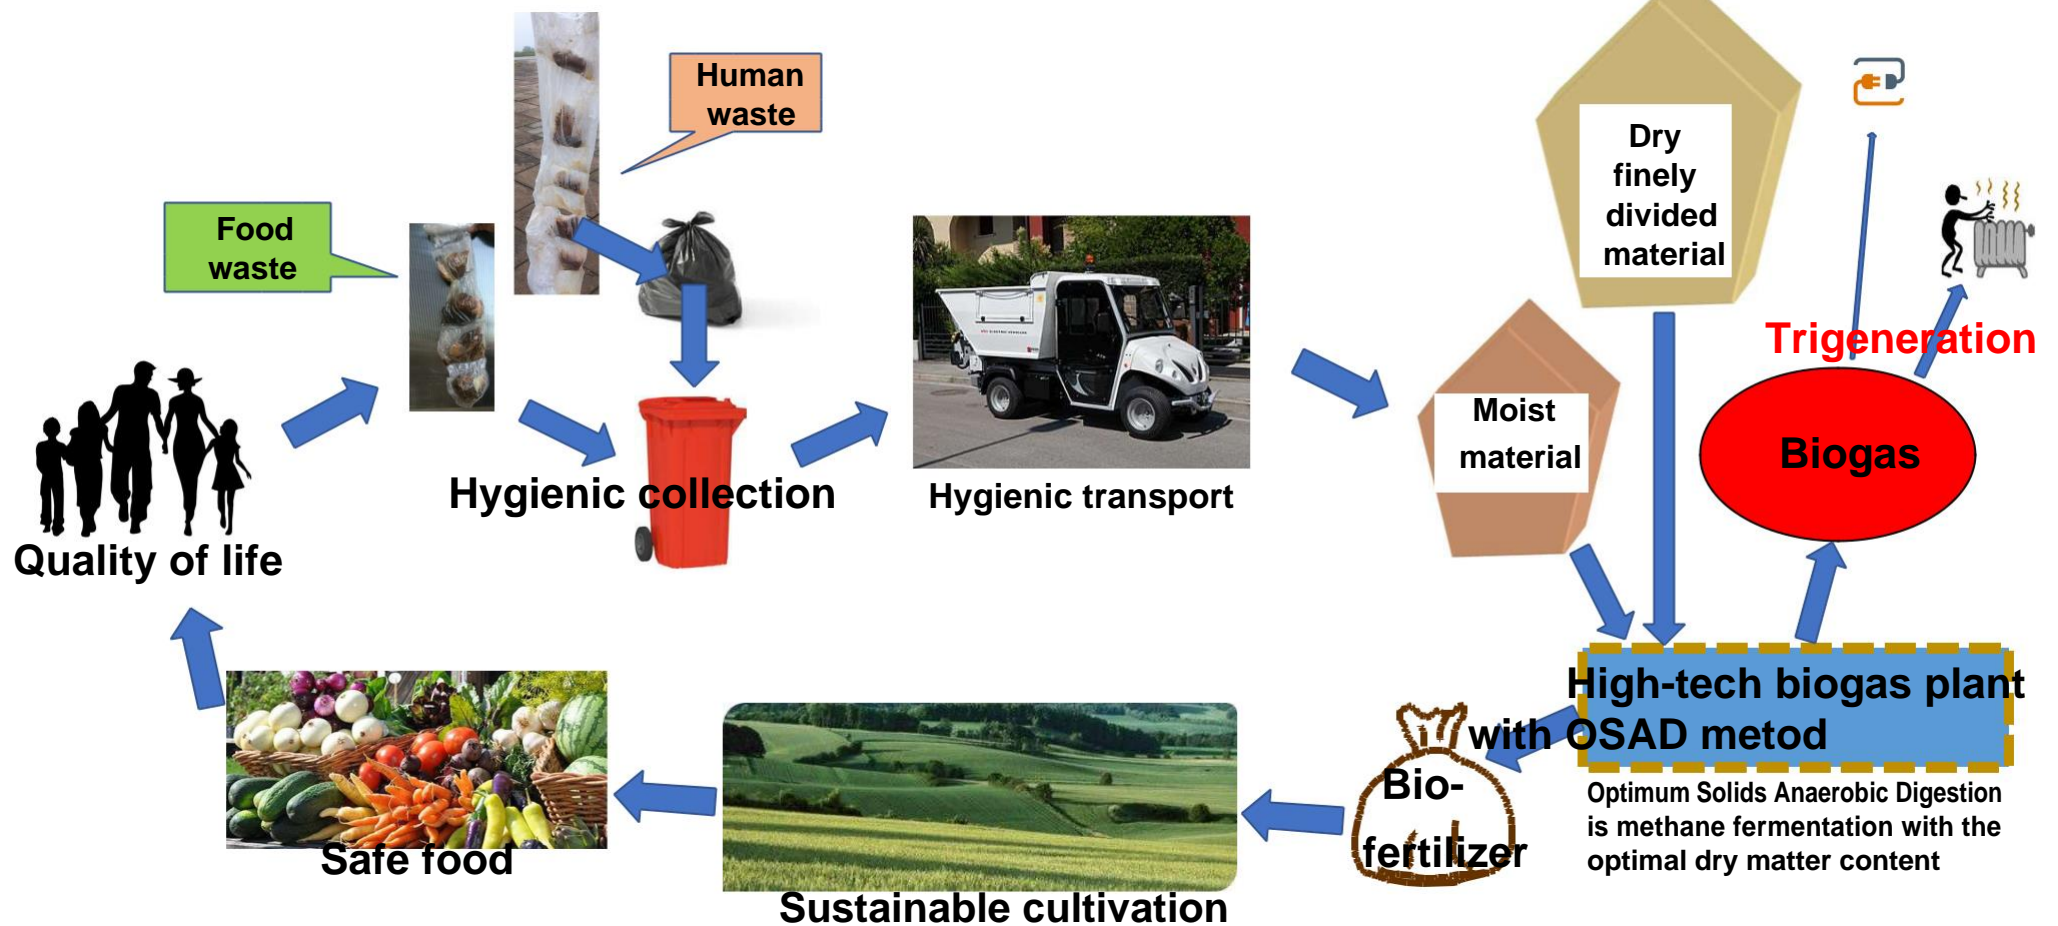 Human
waste
Food
waste
Dry
finely
divided
material
Trigeneration
Moist
material
Biogas
Hygienic collection
Hygienic transport
Quality of life
High-tech biogas plant
with OSAD metod
Optimum Solids Anaerobic Digestion
is methane fermentation with the
optimal dry matter content
Bio-
fertilizer
Safe food
Sustainable cultivation